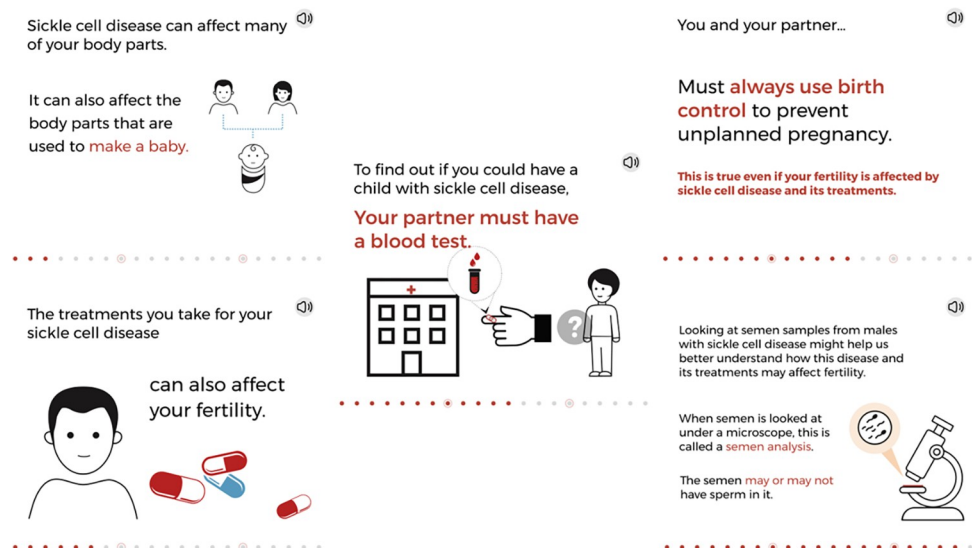 Sickle cell disease can affect many
of your body parts.
It can also affect the
body parts that are
used to make a baby.
The treatments you take for your
sickle cell disease
can also affect
your fertility.
To find out if you could have a
child with sickle cell disease,
Your partner must have
a blood test.
?
You and your partner...
Must always use birth
control to prevent
unplanned pregnancy.
This is true even if your fertility is affected by
sickle cell disease and its treatments.
Looking at semen samples from males
with sickle cell disease might help us
better understand how this disease and
its treatments may affect fertility.
When semen is looked at
under a microscope, this is
called a semen analysis.
The semen may or may not
have sperm in it.